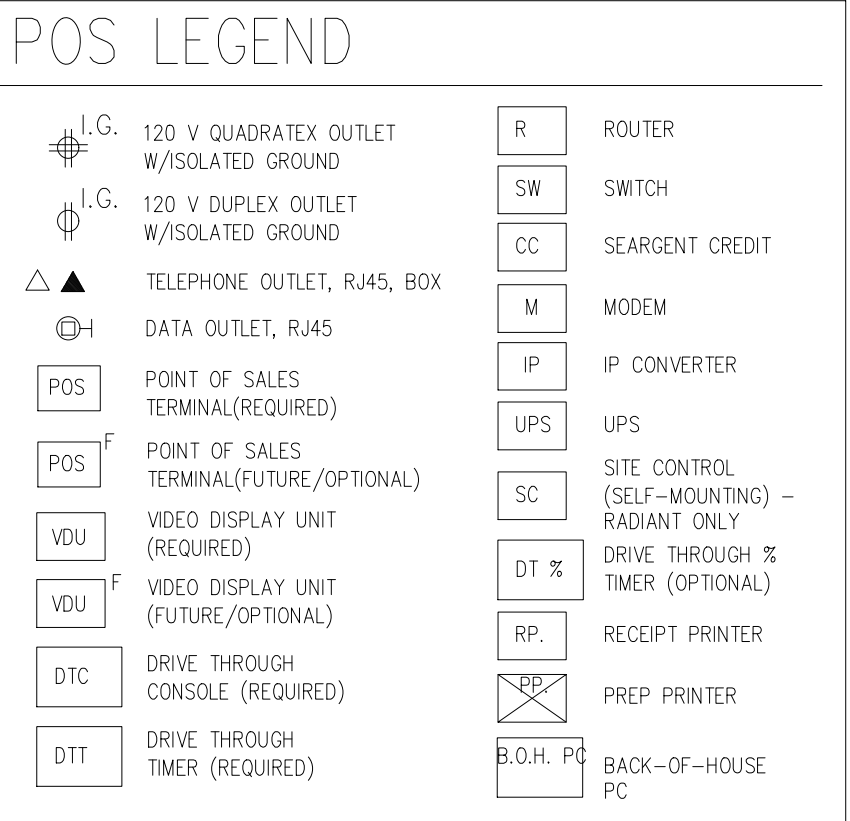 POS LEGEND
I.G.
120 V QUADRATEX OUTLET
W/ISOLATED GROUND
I.G.
120 V DUPLEX OUTLET
W/ISOLATED GROUND
TELEPHONE OUTLET, RJ45, BOX
DATA OUTLET, RJ45
POS
POINT OF SALES
TERMINAL(REQUIRED)
POS F
POINT OF SALES
TERMINAL(FUTURE/OPTIONAL)
VDU
VIDEO DISPLAY UNIT
(REQUIRED)
VDU F
VIDEO DISPLAY UNIT
(FUTURE/OPTIONAL)
DTC
DRIVE THROUGH
CONSOLE (REQUIRED)
DTT
DRIVE THROUGH
TIMER (REQUIRED)
R ROUTER
SW SWITCH
CC SEARGENT CREDIT
M MODEM
IP IP CONVERTER
UPS UPS
SC
SITE CONTROL
(SELF-MOUNTING) -
RADIANT ONLY
DT %
DRIVE THROUGH %
TIMER (OPTIONAL)
RP. RECEIPT PRINTER
PP. PREP PRINTER
B.O.H. PC
BACK-OF-HOUSE
PC